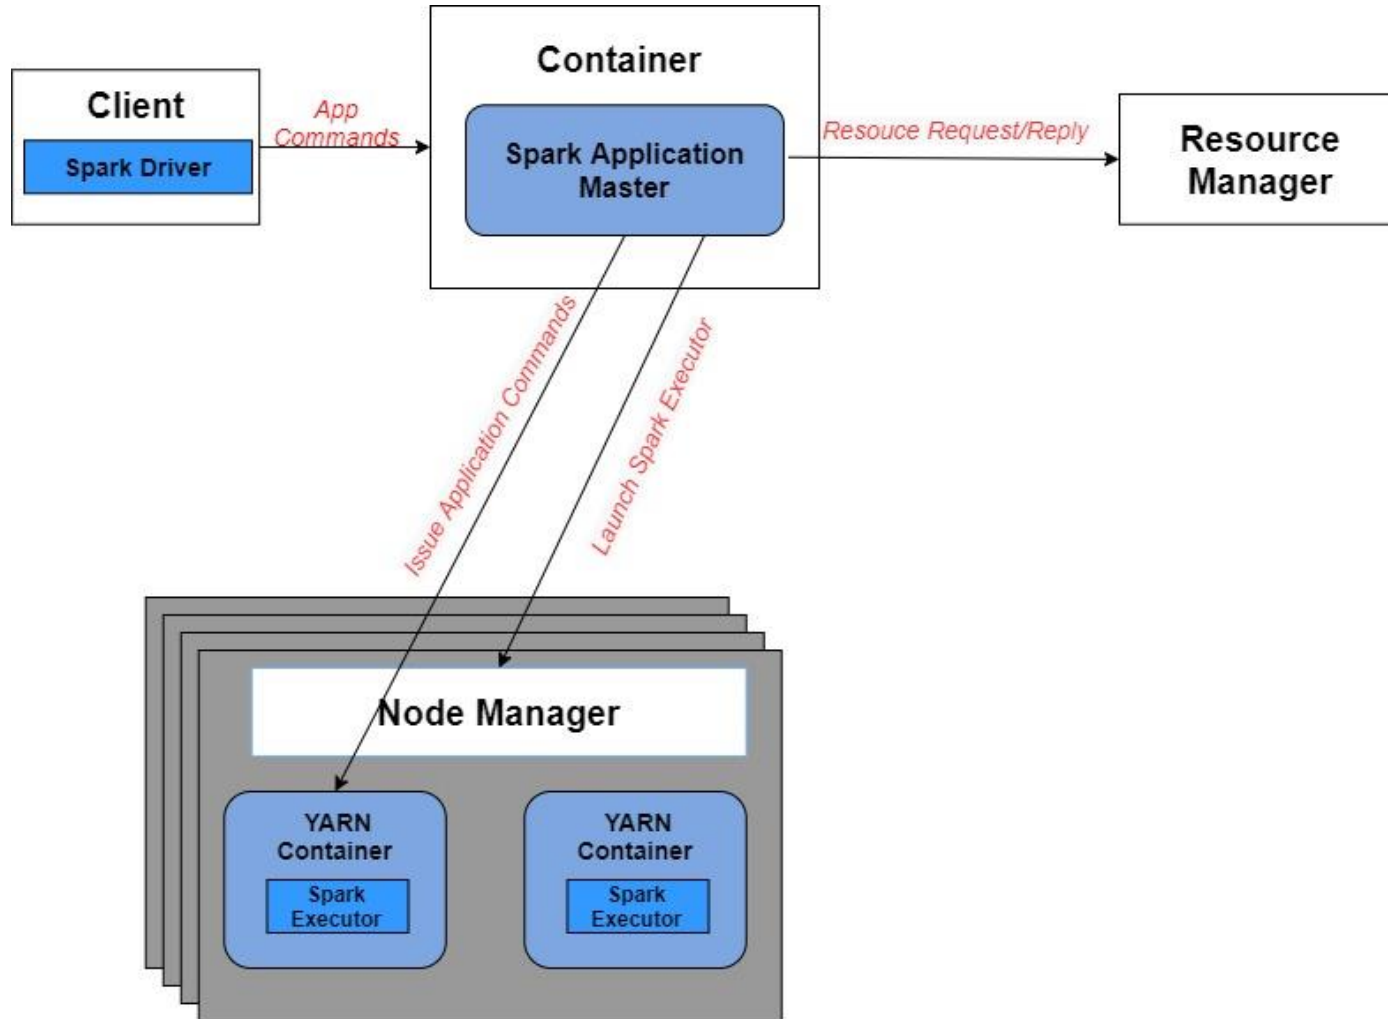 Client
Spark Driver
App
Commands
Container
Spark Application
Master
Resouce Request/Reply
Resource
Manager
Issue Application Commands
Launch Spark Executor
Node Manager
YARN
Container
Spark
Executor
YARN
Container
Spark
Executor